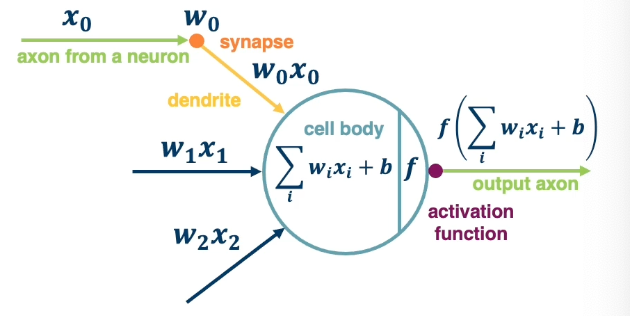 x₀ w₀
synapse
axon from a neuron
w₀x₀
dendrite
cell body
w₁x₁
∑ᵢ wᵢxᵢ + b f
f(∑ᵢ wᵢxᵢ + b)
output axon
activation
function
w₂x₂